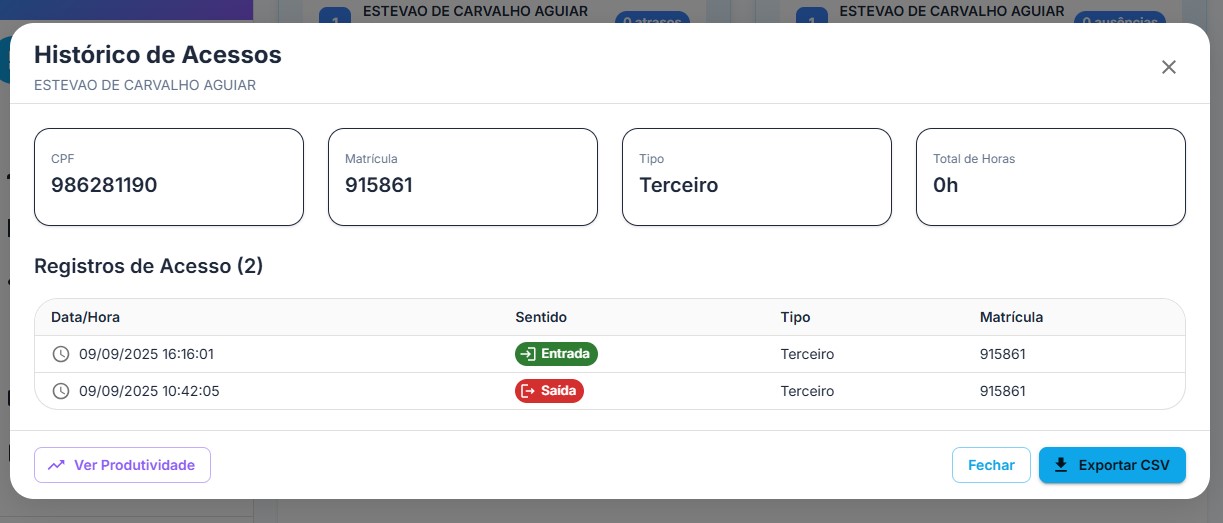 ESTEVAO DE CARVALHO AGUIAR
1
0 atrasos
ESTEVAO DE CARVALHO AGUIAR
1
0 ausências
Histórico de Acessos
ESTEVAO DE CARVALHO AGUIAR
CPF
986281190
Matrícula
915861
Tipo
Terceiro
Total de Horas
0h
Registros de Acesso (2)
Data/Hora Sentido Tipo Matrícula
09/09/2025 16:16:01 Entrada Terceiro 915861
09/09/2025 10:42:05 Saída Terceiro 915861
Ver Produtividade
Fechar
Exportar CSV